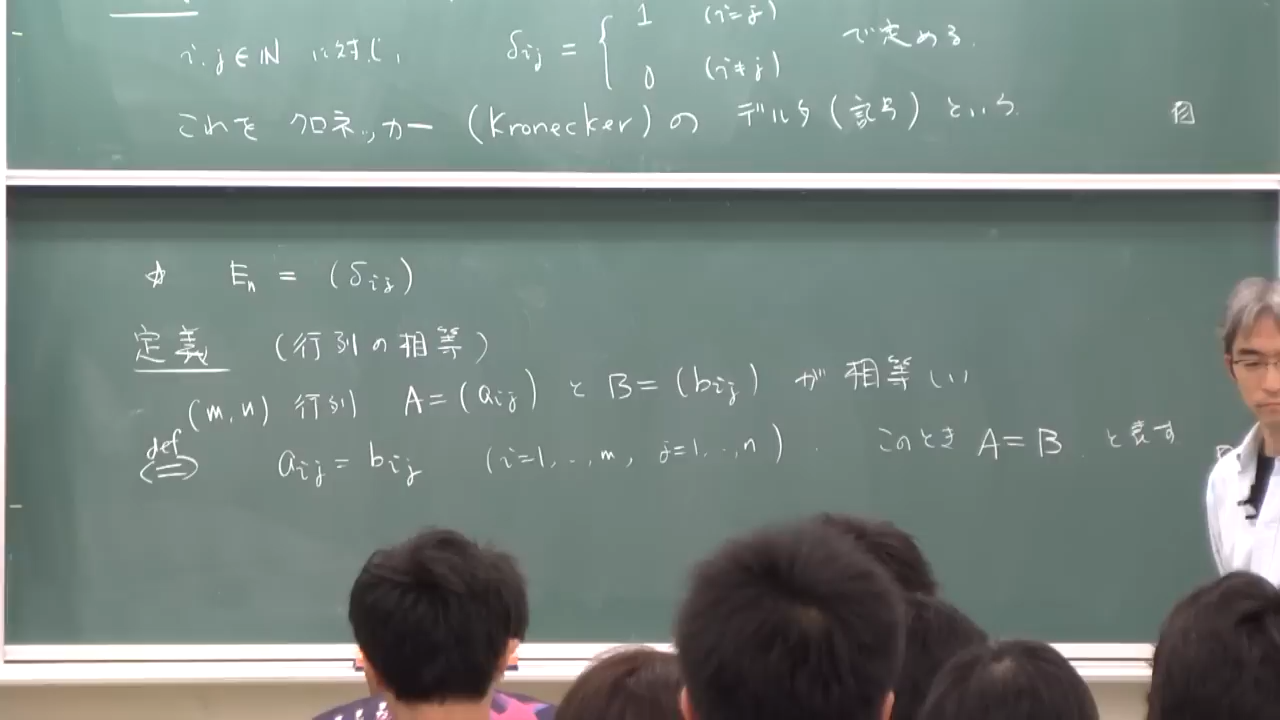 i, j ∈ ℕ に対し, δij = { 1 (i=j) 0 (i≠j) で定める.
これを クロネッカー (Kronecker) の デルタ (記号) という.
☆ En = (δij)
定義 (行列の相等)
(m,n) 行列 A=(aij) と B=(bij) が 相等しい
def ⇔ aij = bij (i=1,..,m, j=1,..,n). このとき A=B と表す